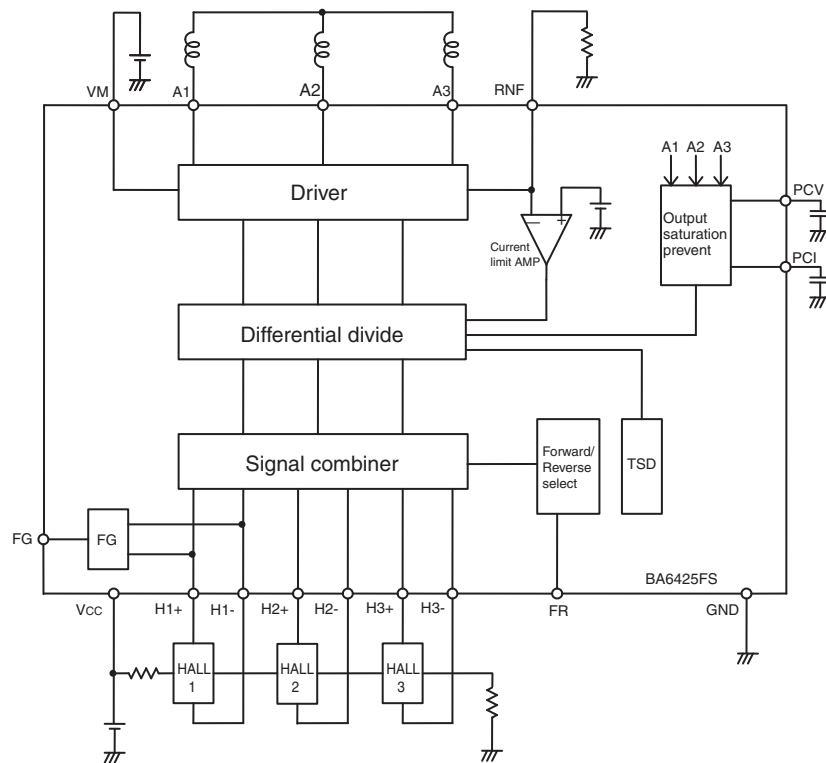 VM
A1
A2
A3
RNF
Driver
A1 A2 A3
Output
saturation
prevent
PCV
PCI
−
+
Current
limit AMP
Differential divide
Signal combiner
Forward/
Reverse
select
TSD
FG
FG
BA6425FS
VCC
H1+
H1-
H2+
H2-
H3+
H3-
FR
GND
HALL
1
HALL
2
HALL
3